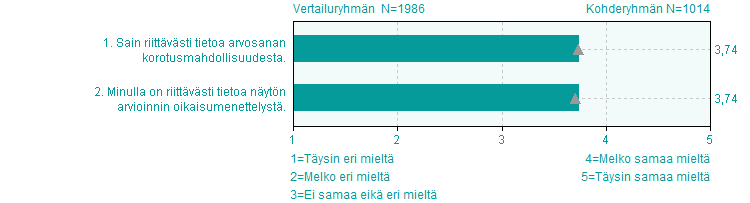 Vertailuryhmän N=1986 Kohderyhmän N=1014
1. Sain riittävästi tietoa arvosanan
korotusmahdollisuudesta.
3,74
2. Minulla on riittävästi tietoa näytön
arvioinnin oikaisumenettelystä.
3,74
1 2 3 4 5
1=Täysin eri mieltä 4=Melko samaa mieltä
2=Melko eri mieltä 5=Täysin samaa mieltä
3=Ei samaa eikä eri mieltä